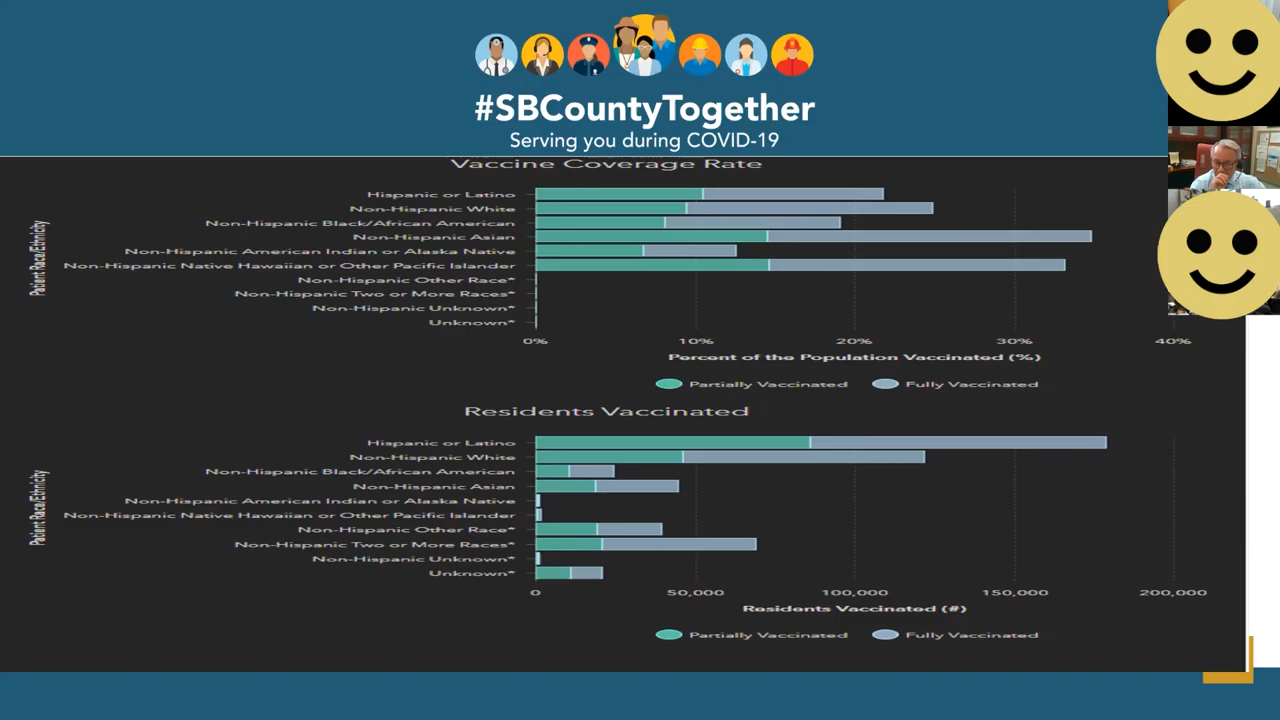 #SBCountyTogether
Serving you during COVID-19
Vaccine Coverage Rate
Patient Race/Ethnicity
Hispanic or Latino
Non-Hispanic White
Non-Hispanic Black/African American
Non-Hispanic Asian
Non-Hispanic American Indian or Alaska Native
Non-Hispanic Native Hawaiian or Other Pacific Islander
Non-Hispanic Other Race*
Non-Hispanic Two or More Races*
Non-Hispanic Unknown*
Unknown*
0% 10% 20% 30% 40%
Percent of the Population Vaccinated (%)
Partially Vaccinated Fully Vaccinated
Residents Vaccinated
Patient Race/Ethnicity
Hispanic or Latino
Non-Hispanic White
Non-Hispanic Black/African American
Non-Hispanic Asian
Non-Hispanic American Indian or Alaska Native
Non-Hispanic Native Hawaiian or Other Pacific Islander
Non-Hispanic Other Race*
Non-Hispanic Two or More Races*
Non-Hispanic Unknown*
Unknown*
0 50,000 100,000 150,000 200,000
Residents Vaccinated (#)
Partially Vaccinated Fully Vaccinated